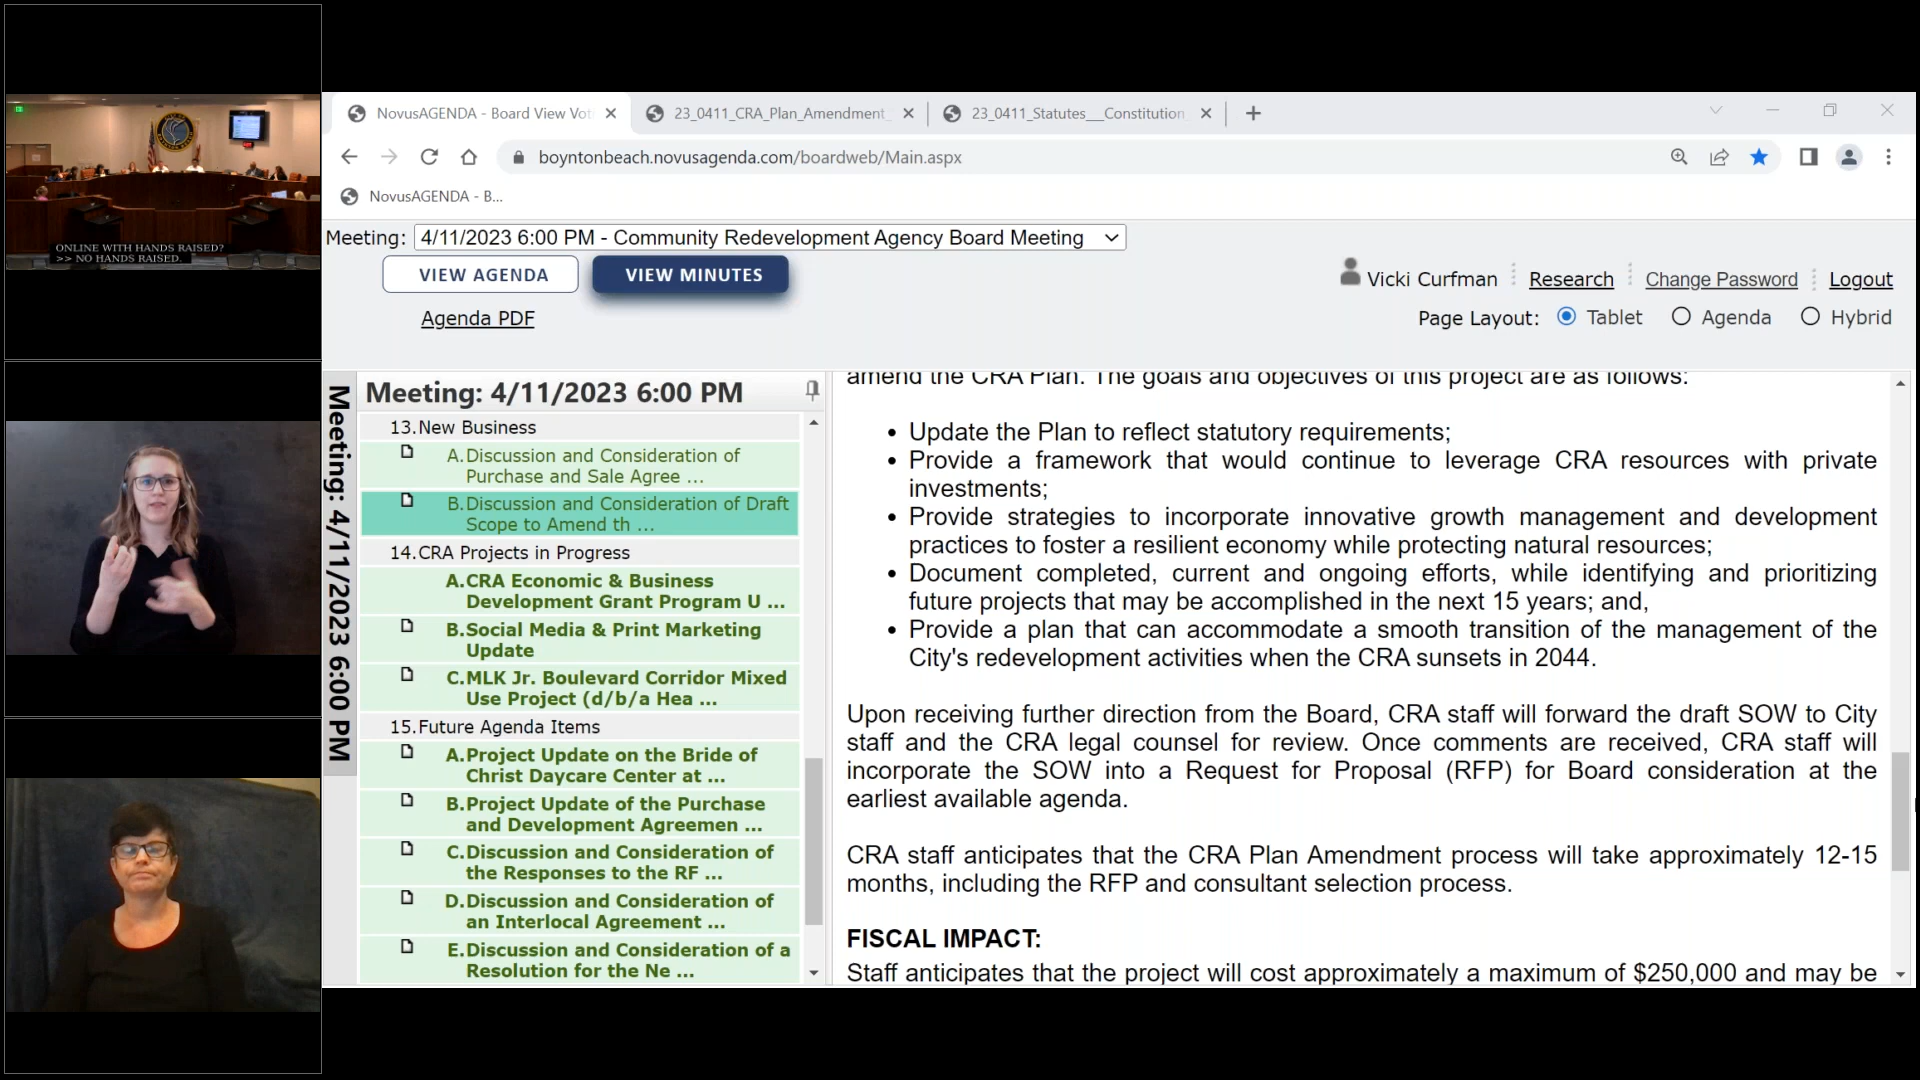 ONLINE WITH HANDS RAISED?
>> NO HANDS RAISED.
NovusAGENDA - Board View Vot
23_0411_CRA_Plan_Amendment_
23_0411_Statutes___Constitution_
boyntonbeach.novusagenda.com/boardweb/Main.aspx
NovusAGENDA - B...
Meeting: 4/11/2023 6:00 PM - Community Redevelopment Agency Board Meeting
VIEW AGENDA VIEW MINUTES
Agenda PDF
Vicki Curfman Research Change Password Logout
Page Layout: Tablet Agenda Hybrid
Meeting: 4/11/2023 6:00 PM
Meeting: 4/11/2023 6:00 PM
13.New Business
A.Discussion and Consideration of
Purchase and Sale Agree ...
B.Discussion and Consideration of Draft
Scope to Amend th ...
14.CRA Projects in Progress
A.CRA Economic & Business
Development Grant Program U ...
B.Social Media & Print Marketing
Update
C.MLK Jr. Boulevard Corridor Mixed
Use Project (d/b/a Hea ...
15.Future Agenda Items
A.Project Update on the Bride of
Christ Daycare Center at ...
B.Project Update of the Purchase
and Development Agreemen ...
C.Discussion and Consideration of
the Responses to the RF ...
D.Discussion and Consideration of
an Interlocal Agreement ...
E.Discussion and Consideration of a
Resolution for the Ne ...
amend the CRA Plan. The goals and objectives of this project are as follows:
• Update the Plan to reflect statutory requirements;
• Provide a framework that would continue to leverage CRA resources with private
investments;
• Provide strategies to incorporate innovative growth management and development
practices to foster a resilient economy while protecting natural resources;
• Document completed, current and ongoing efforts, while identifying and prioritizing
future projects that may be accomplished in the next 15 years; and,
• Provide a plan that can accommodate a smooth transition of the management of the
City's redevelopment activities when the CRA sunsets in 2044.
Upon receiving further direction from the Board, CRA staff will forward the draft SOW to City
staff and the CRA legal counsel for review. Once comments are received, CRA staff will
incorporate the SOW into a Request for Proposal (RFP) for Board consideration at the
earliest available agenda.
CRA staff anticipates that the CRA Plan Amendment process will take approximately 12-15
months, including the RFP and consultant selection process.
FISCAL IMPACT:
Staff anticipates that the project will cost approximately a maximum of $250,000 and may be